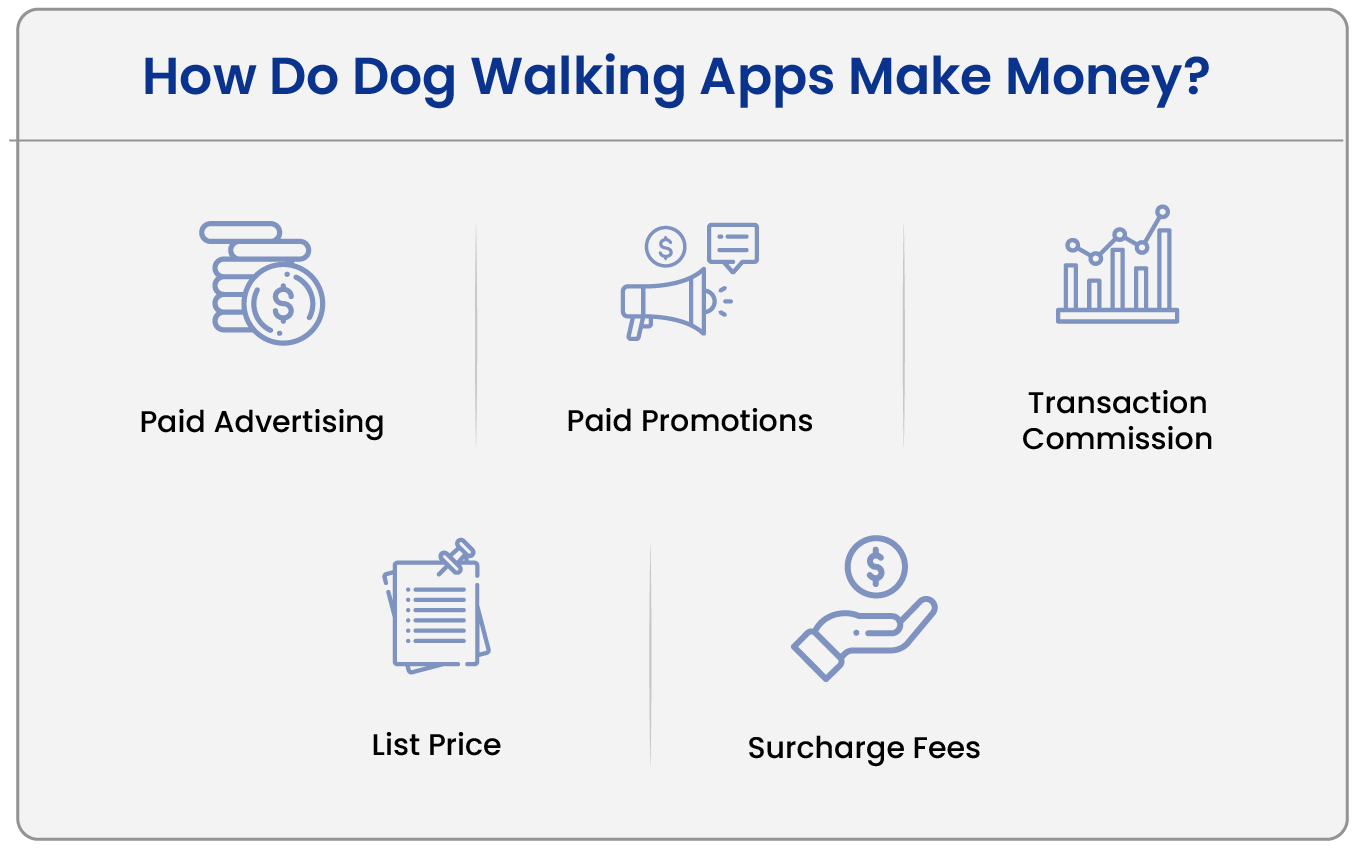 How Do Dog Walking Apps Make Money?
Paid Advertising
Paid Promotions
Transaction
Commission
List Price
Surcharge Fees